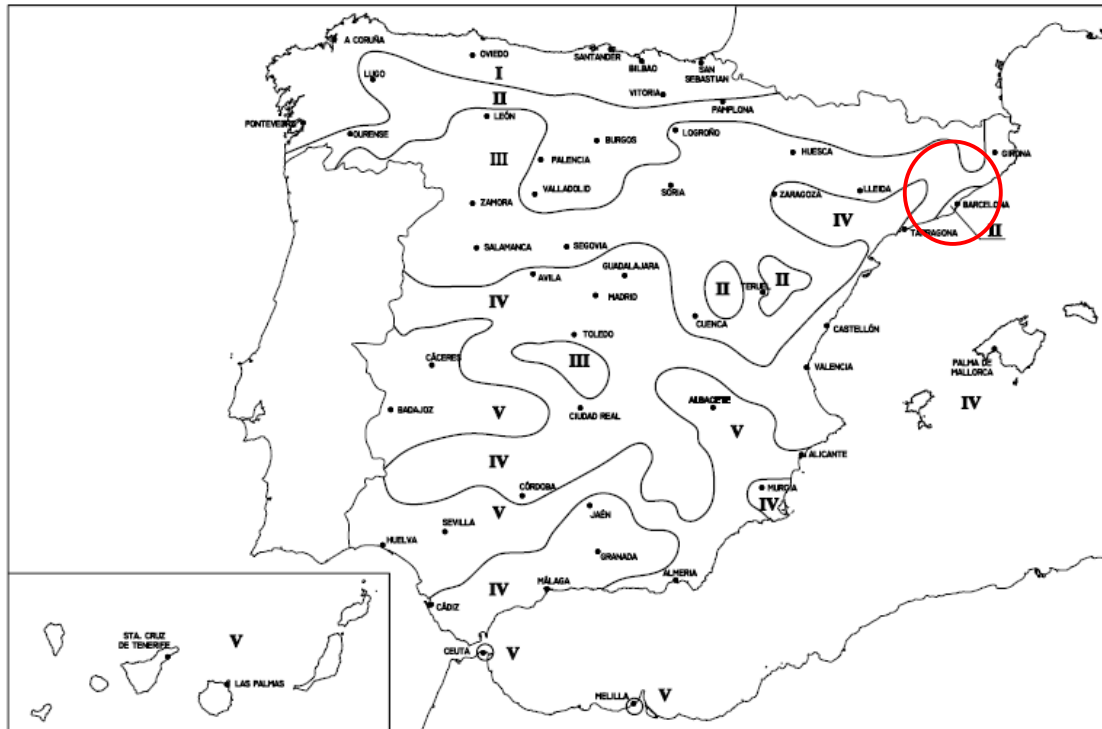 A CORUÑA
OVIEDO
SANTANDER
BILBAO
SAN
SEBASTIAN
LUGO
I
VITORIA
PAMPLONA
II
PONTEVEDRA
LEÓN
OURENSE
LOGROÑO
BURGOS
GIRONA
HUESCA
III
PALENCIA
LLEIDA
VALLADOLID
SORIA
ZARAGOZA
ZAMORA
BARCELONA
IV
TARRAGONA
II
SALAMANCA
SEGOVIA
AVILA
GUADALAJARA
TERUEL
II
II
IV
MADRID
CUENCA
CASTELLÓN
TOLEDO
CÁCERES
III
VALENCIA
PALMA DE
MALLORCA
IV
ALBACETE
BADAJOZ
V
CIUDAD REAL
V
ALICANTE
IV
MURCIA
IV
CÓRDOBA
V
JAÉN
SEVILLA
HUELVA
GRANADA
ALMERIA
IV
MÁLAGA
CÁDIZ
STA. CRUZ
DE TENERIFE
V
CEUTA
V
LAS PALMAS
MELILLA
V